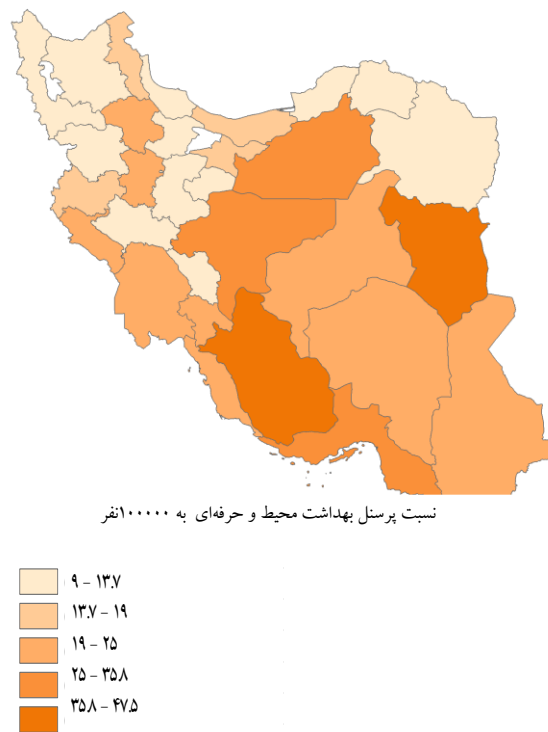 نسبت پرسنل بهداشت محیط و حرفه‌ای به ۱۰۰۰۰۰نفر
۹ - ۱۳.۷
۱۳.۷ - ۱۹
۱۹ - ۲۵
۲۵ - ۳۵.۸
۳۵.۸ - ۴۷.۵